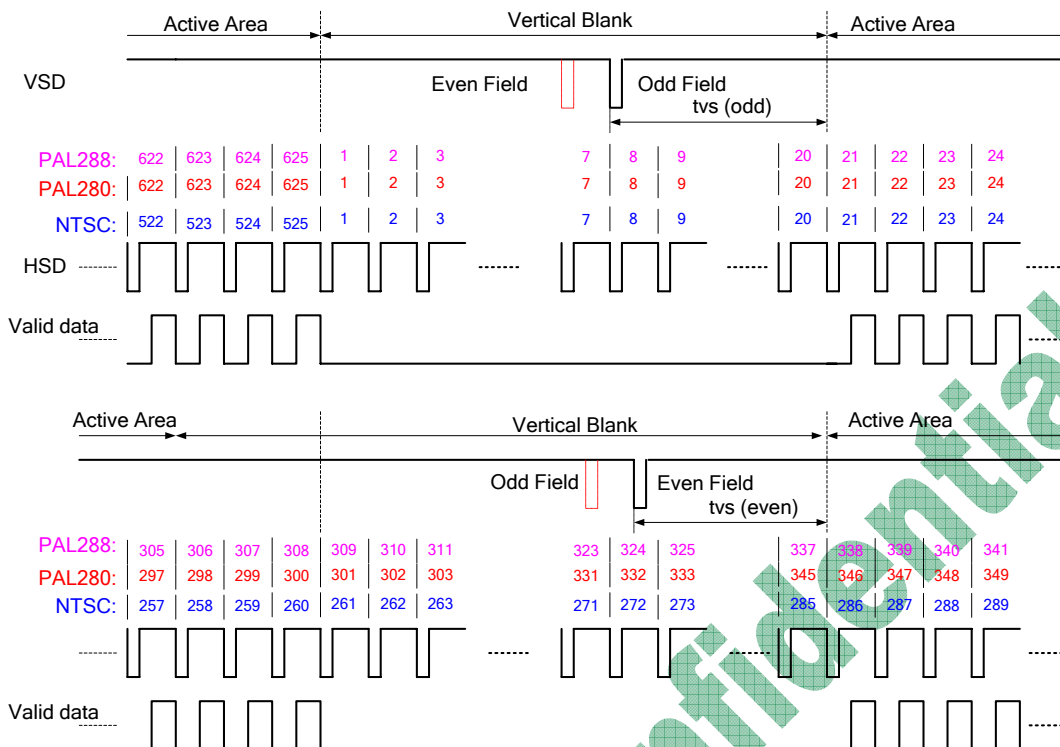 Active Area Vertical Blank Active Area
VSD Even Field Odd Field
tvs (odd)
PAL288: 622 623 624 625 1 2 3 7 8 9 20 21 22 23 24
PAL280: 622 623 624 625 1 2 3 7 8 9 20 21 22 23 24
NTSC: 522 523 524 525 1 2 3 7 8 9 20 21 22 23 24
HSD
Valid data
Active Area Vertical Blank Active Area
Odd Field Even Field
tvs (even)
PAL288: 305 306 307 308 309 310 311 323 324 325 337 338 339 340 341
PAL280: 297 298 299 300 301 302 303 331 332 333 345 346 347 348 349
NTSC: 257 258 259 260 261 262 263 271 272 273 285 286 287 288 289
Valid data